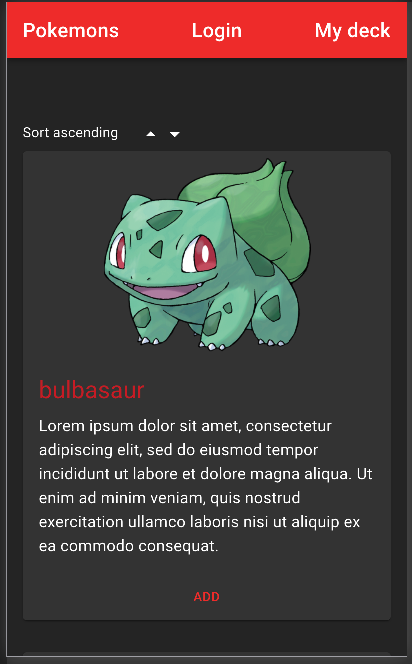 Pokemons Login My deck
Sort ascending
bulbasaur
Lorem ipsum dolor sit amet, consectetur
adipiscing elit, sed do eiusmod tempor
incididunt ut labore et dolore magna aliqua. Ut
enim ad minim veniam, quis nostrud
exercitation ullamco laboris nisi ut aliquip ex
ea commodo consequat.
ADD